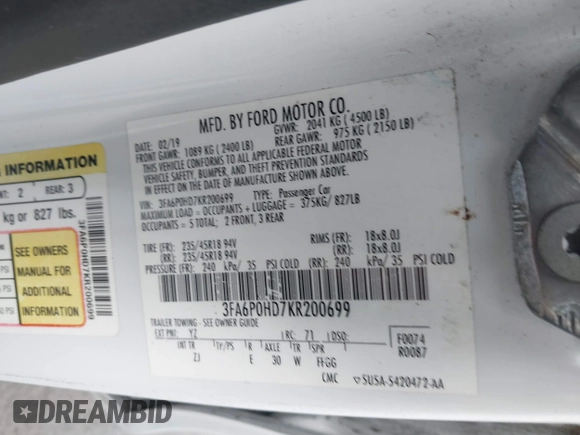 MFD. BY FORD MOTOR CO.
DATE: 02/19 GVWR: 2041 KG ( 4500 LB)
FRONT GAWR: 1089 KG ( 2400 LB) REAR GAWR: 975 KG ( 2150 LB)
THIS VEHICLE CONFORMS TO ALL APPLICABLE FEDERAL MOTOR
VEHICLE SAFETY, BUMPER, AND THEFT PREVENTION STANDARDS
IN EFFECT ON THE DATE OF MANUFACTURE SHOWN ABOVE.
VIN: 3FA6P0HD7KR200699 TYPE: Passenger Car
MAXIMUM LOAD = OCCUPANTS + LUGGAGE = 375KG/ 827LB
OCCUPANTS = 5 TOTAL; 2 FRONT, 3 REAR
TIRE (FR): 235/45R18 94V RIMS (FR): 18x8.0J
(RR): 235/45R18 94V (RR): 18x8.0J
PRESSURE (FR): 240 kPa/ 35 PSI COLD (RR): 240 kPa/ 35 PSI COLD
3FA6P0HD7KR200699
TRAILER TOWING - SEE OWNER GUIDE
EXT PNT: YZ RC: 71 DSO: F0074
INT TR TP/PS R AXLE TR SPR R0087
ZJ E 30 W FFGG
CMC 5U5A-5420472-AA
INFORMATION
2 REAR: 3
kg or 827 lbs.
SEE OWNERS
MANUAL FOR
ADDITIONAL
INFORMATION
PSI
PSI
PSI
3FA6P0HD7KR200699
DREAMBID